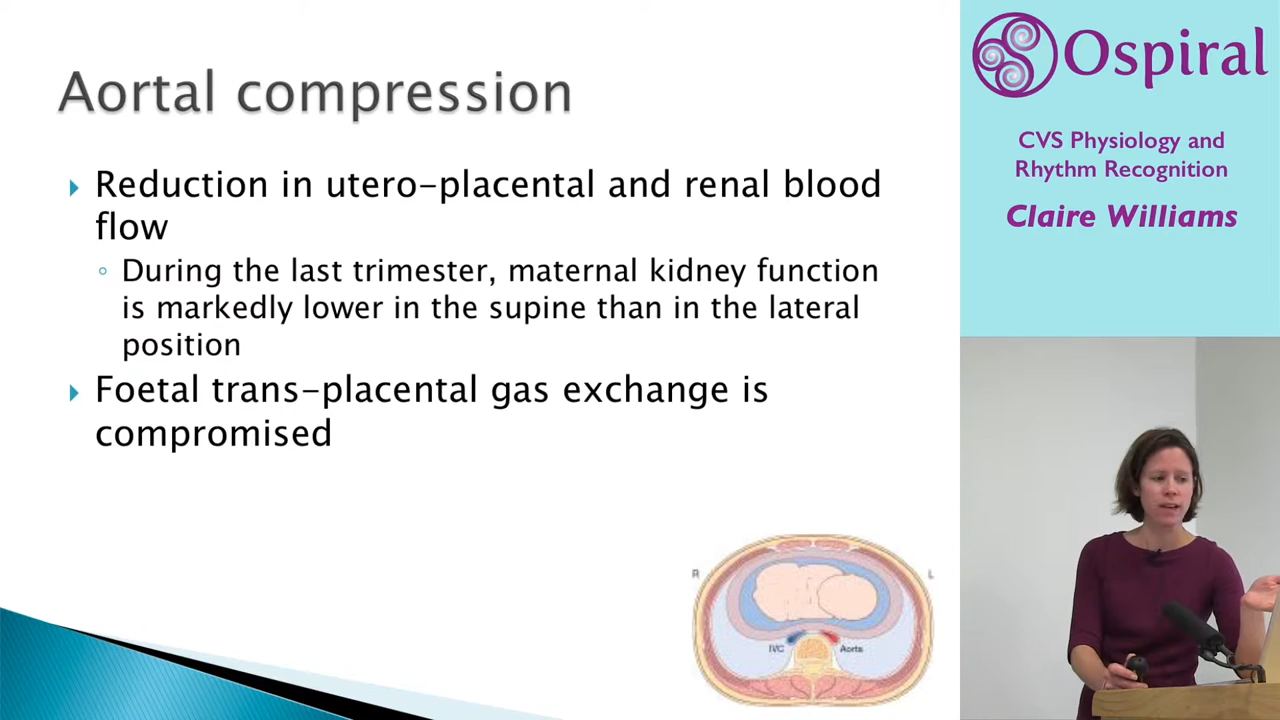 Aortal compression
Reduction in utero-placental and renal blood
flow
During the last trimester, maternal kidney function
is markedly lower in the supine than in the lateral
position
Foetal trans-placental gas exchange is
compromised
R
L
IVC
Aorta
Ospiral
CVS Physiology and
Rhythm Recognition
Claire Williams